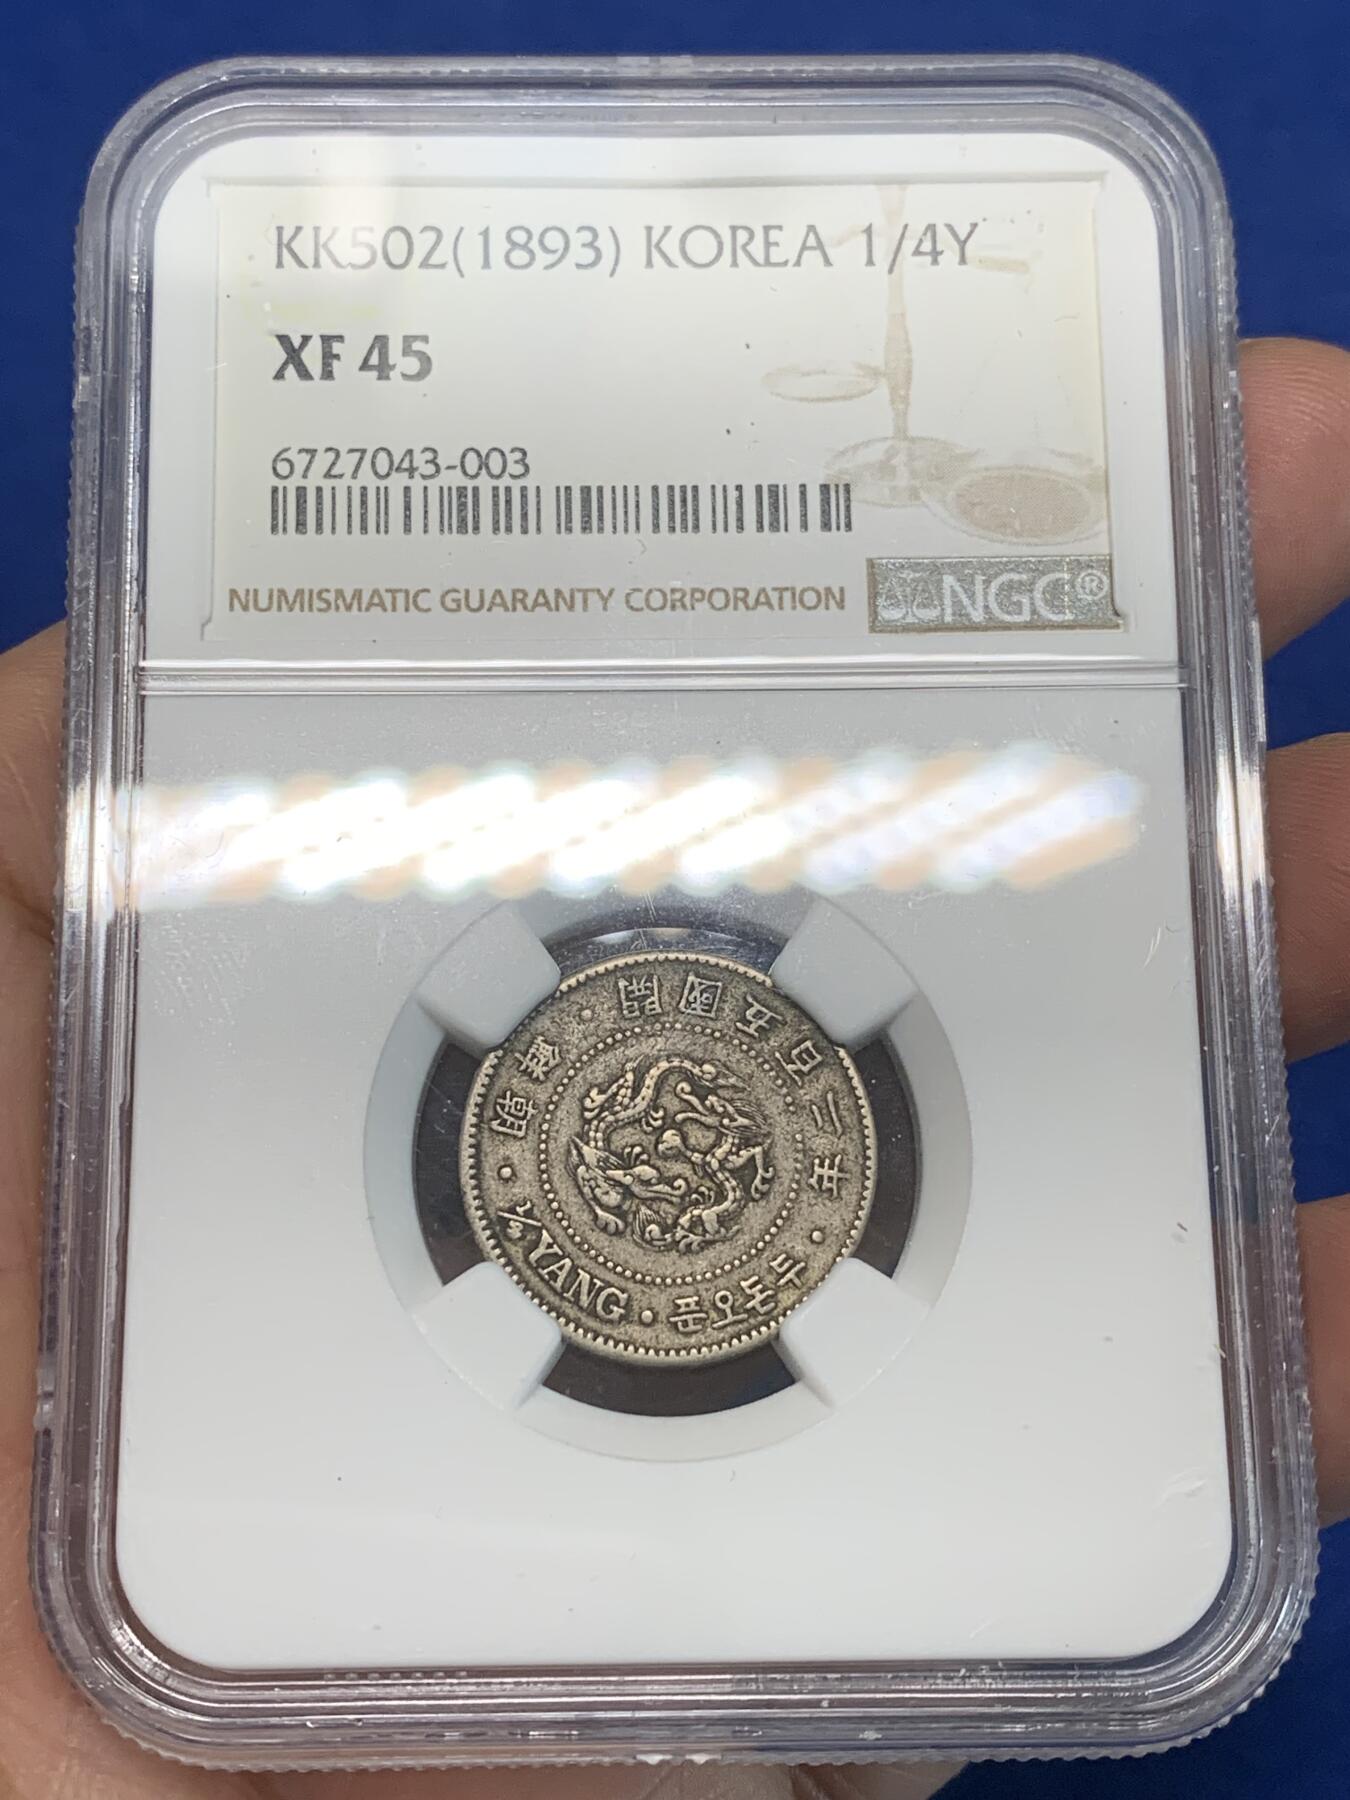 KK502(1893) KOREA 1/4Y
XF 45
6727043-003
NUMISMATIC GUARANTY CORPORATION NGC®
朝鮮 · 開國五百二年 · 두돈오푼 · 1/4 YANG ·